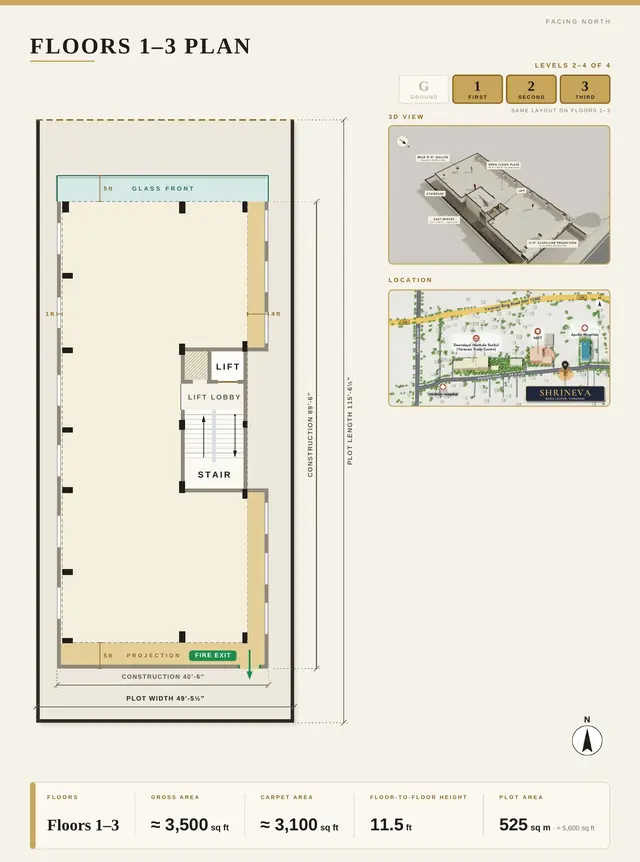 FACING NORTH
FLOORS 1–3 PLAN
LEVELS 2–4 OF 4
G
GROUND
1
FIRST
2
SECOND
3
THIRD
SAME LAYOUT ON FLOORS 1–3
3D VIEW
OPEN FLOOR PLATE
LIFT
STAIRCASE
LOCATION
Apollo Hospitals
SHRINEVA
5ft
GLASS FRONT
1ft
4ft
LIFT
LIFT LOBBY
STAIR
CONSTRUCTION 89'-6"
PLOT LENGTH 115'-6½"
5ft
PROJECTION
FIRE EXIT
CONSTRUCTION 40'-6"
PLOT WIDTH 49'-5½"
N
FLOORS
Floors 1–3
GROSS AREA
≈ 3,500 sq ft
CARPET AREA
≈ 3,100 sq ft
FLOOR-TO-FLOOR HEIGHT
11.5 ft
PLOT AREA
525 sq m · ≈ 5,600 sq ft